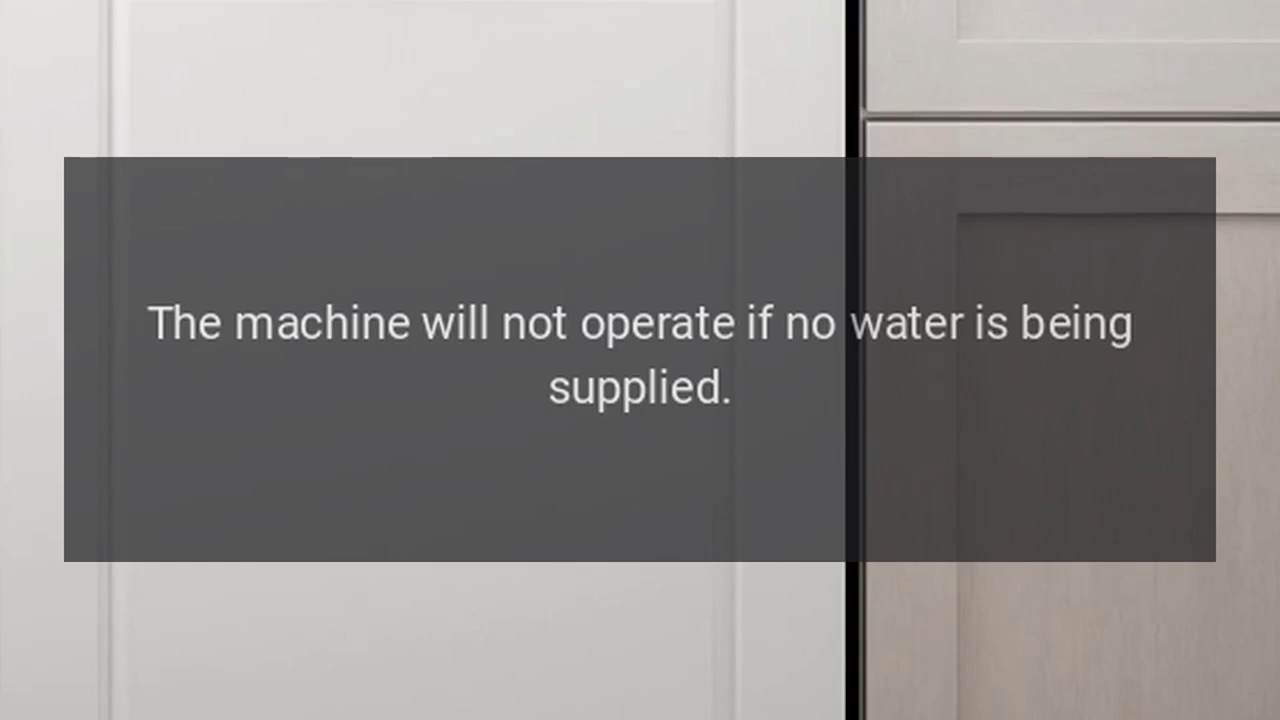 The machine will not operate if no water is being
supplied.